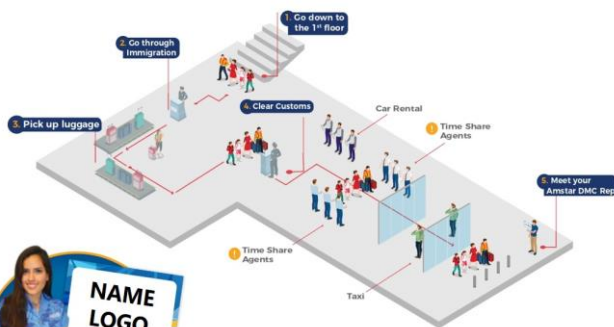 1. Go down to
the 1st floor
2. Go through
Immigration
3. Pick up luggage
4. Clear Customs
Car Rental
! Time Share
Agents
5. Meet your
Amstar DMC Rep
! Time Share
Agents
Taxi
NAME
LOGO